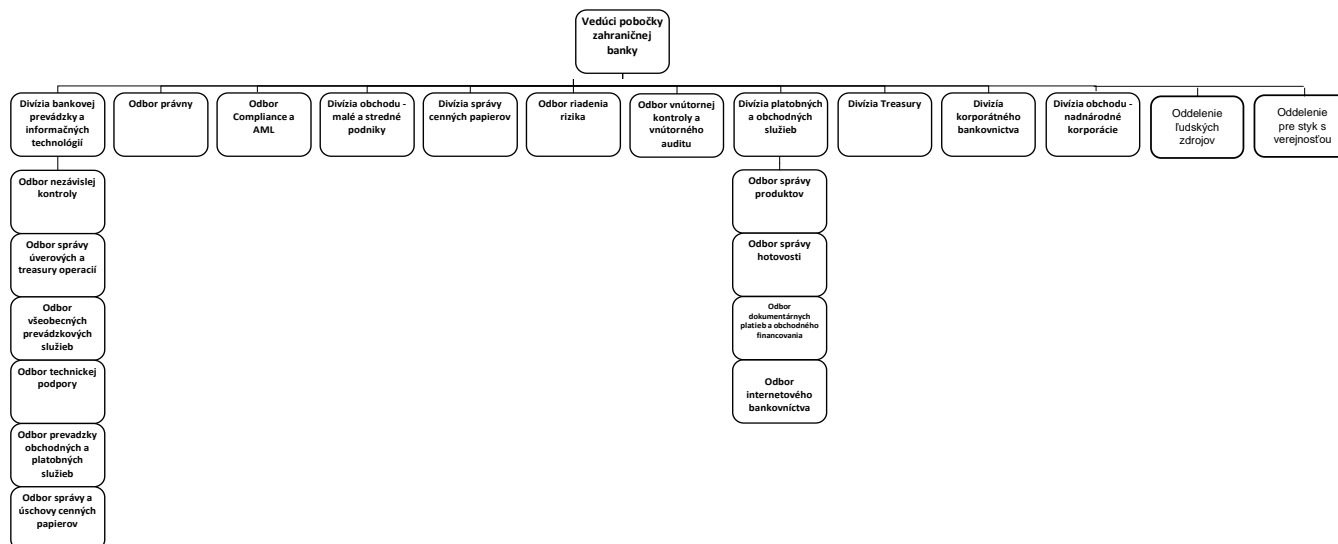 Vedúci pobočky
zahraničnej
banky
Divízia bankovej
prevádzky a
informačných
technológií
Odbor právny
Odbor
Compliance a
AML
Divízia obchodu -
malé a stredné
podniky
Divízia správy
cenných papierov
Odbor riadenia
rizika
Odbor vnútornej
kontroly a
vnútorného
auditu
Divízia platobných
a obchodných
služieb
Divízia Treasury
Divizía
korporátneho
bankovnictva
Divízia obchodu -
nadnárodné
korporácie
Oddelenie
ľudských
zdrojov
Oddelenie
pre styk s
verejnosťou
Odbor nezávislej
kontroly
Odbor správy
úverových a
treasury operacií
Odbor
všeobecných
prevádzkových
služieb
Odbor technickej
podpory
Odbor prevadzky
obchodných a
platobných
služieb
Odbor správy a
úschovy cenných
papierov
Odbor správy
produktov
Odbor správy
hotovosti
Odbor
dokumentárnych
platieb a obchodného
financovania
Odbor
internetového
bankovníctva